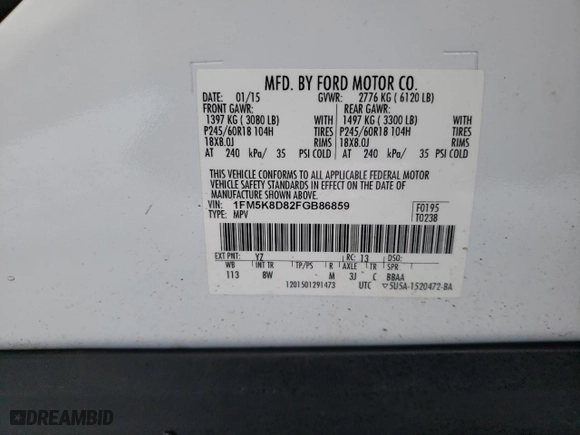 MFD. BY FORD MOTOR CO.
DATE: 01/15 GVWR: 2776 KG ( 6120 LB)
FRONT GAWR: REAR GAWR:
1397 KG ( 3080 LB) WITH 1497 KG ( 3300 LB) WITH
P245/60R18 104H TIRES P245/60R18 104H TIRES
18X8.0J RIMS 18X8.0J RIMS
AT 240 kPa/ 35 PSI COLD AT 240 kPa/ 35 PSI COLD
THIS VEHICLE CONFORMS TO ALL APPLICABLE FEDERAL MOTOR
VEHICLE SAFETY STANDARDS IN EFFECT ON THE DATE OF
MANUFACTURE SHOWN ABOVE.
VIN: 1FM5K8D82FGB86859 F0195
TYPE: MPV T0238
EXT PNT: YZ RC: 13 DSO:
WB INT TR TP/PS R AXLE TR SPR
113 BW M 3J C BBAA
1201501291473 UTC ▽5U5A-1520472-BA
DREAMBID